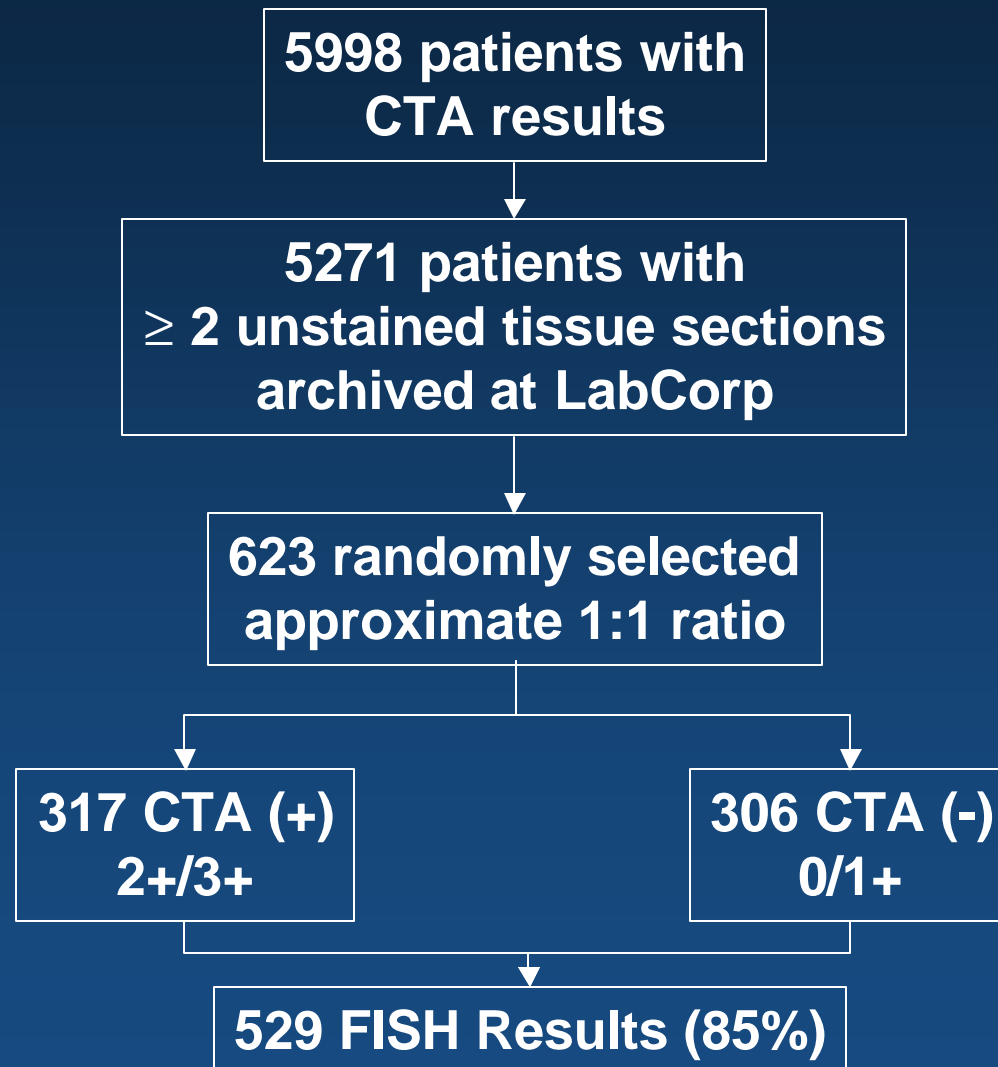 5998 patients with
CTA results
5271 patients with
≥ 2 unstained tissue sections
archived at LabCorp
623 randomly selected
approximate 1:1 ratio
317 CTA (+)
2+/3+
306 CTA (-)
0/1+
529 FISH Results (85%)